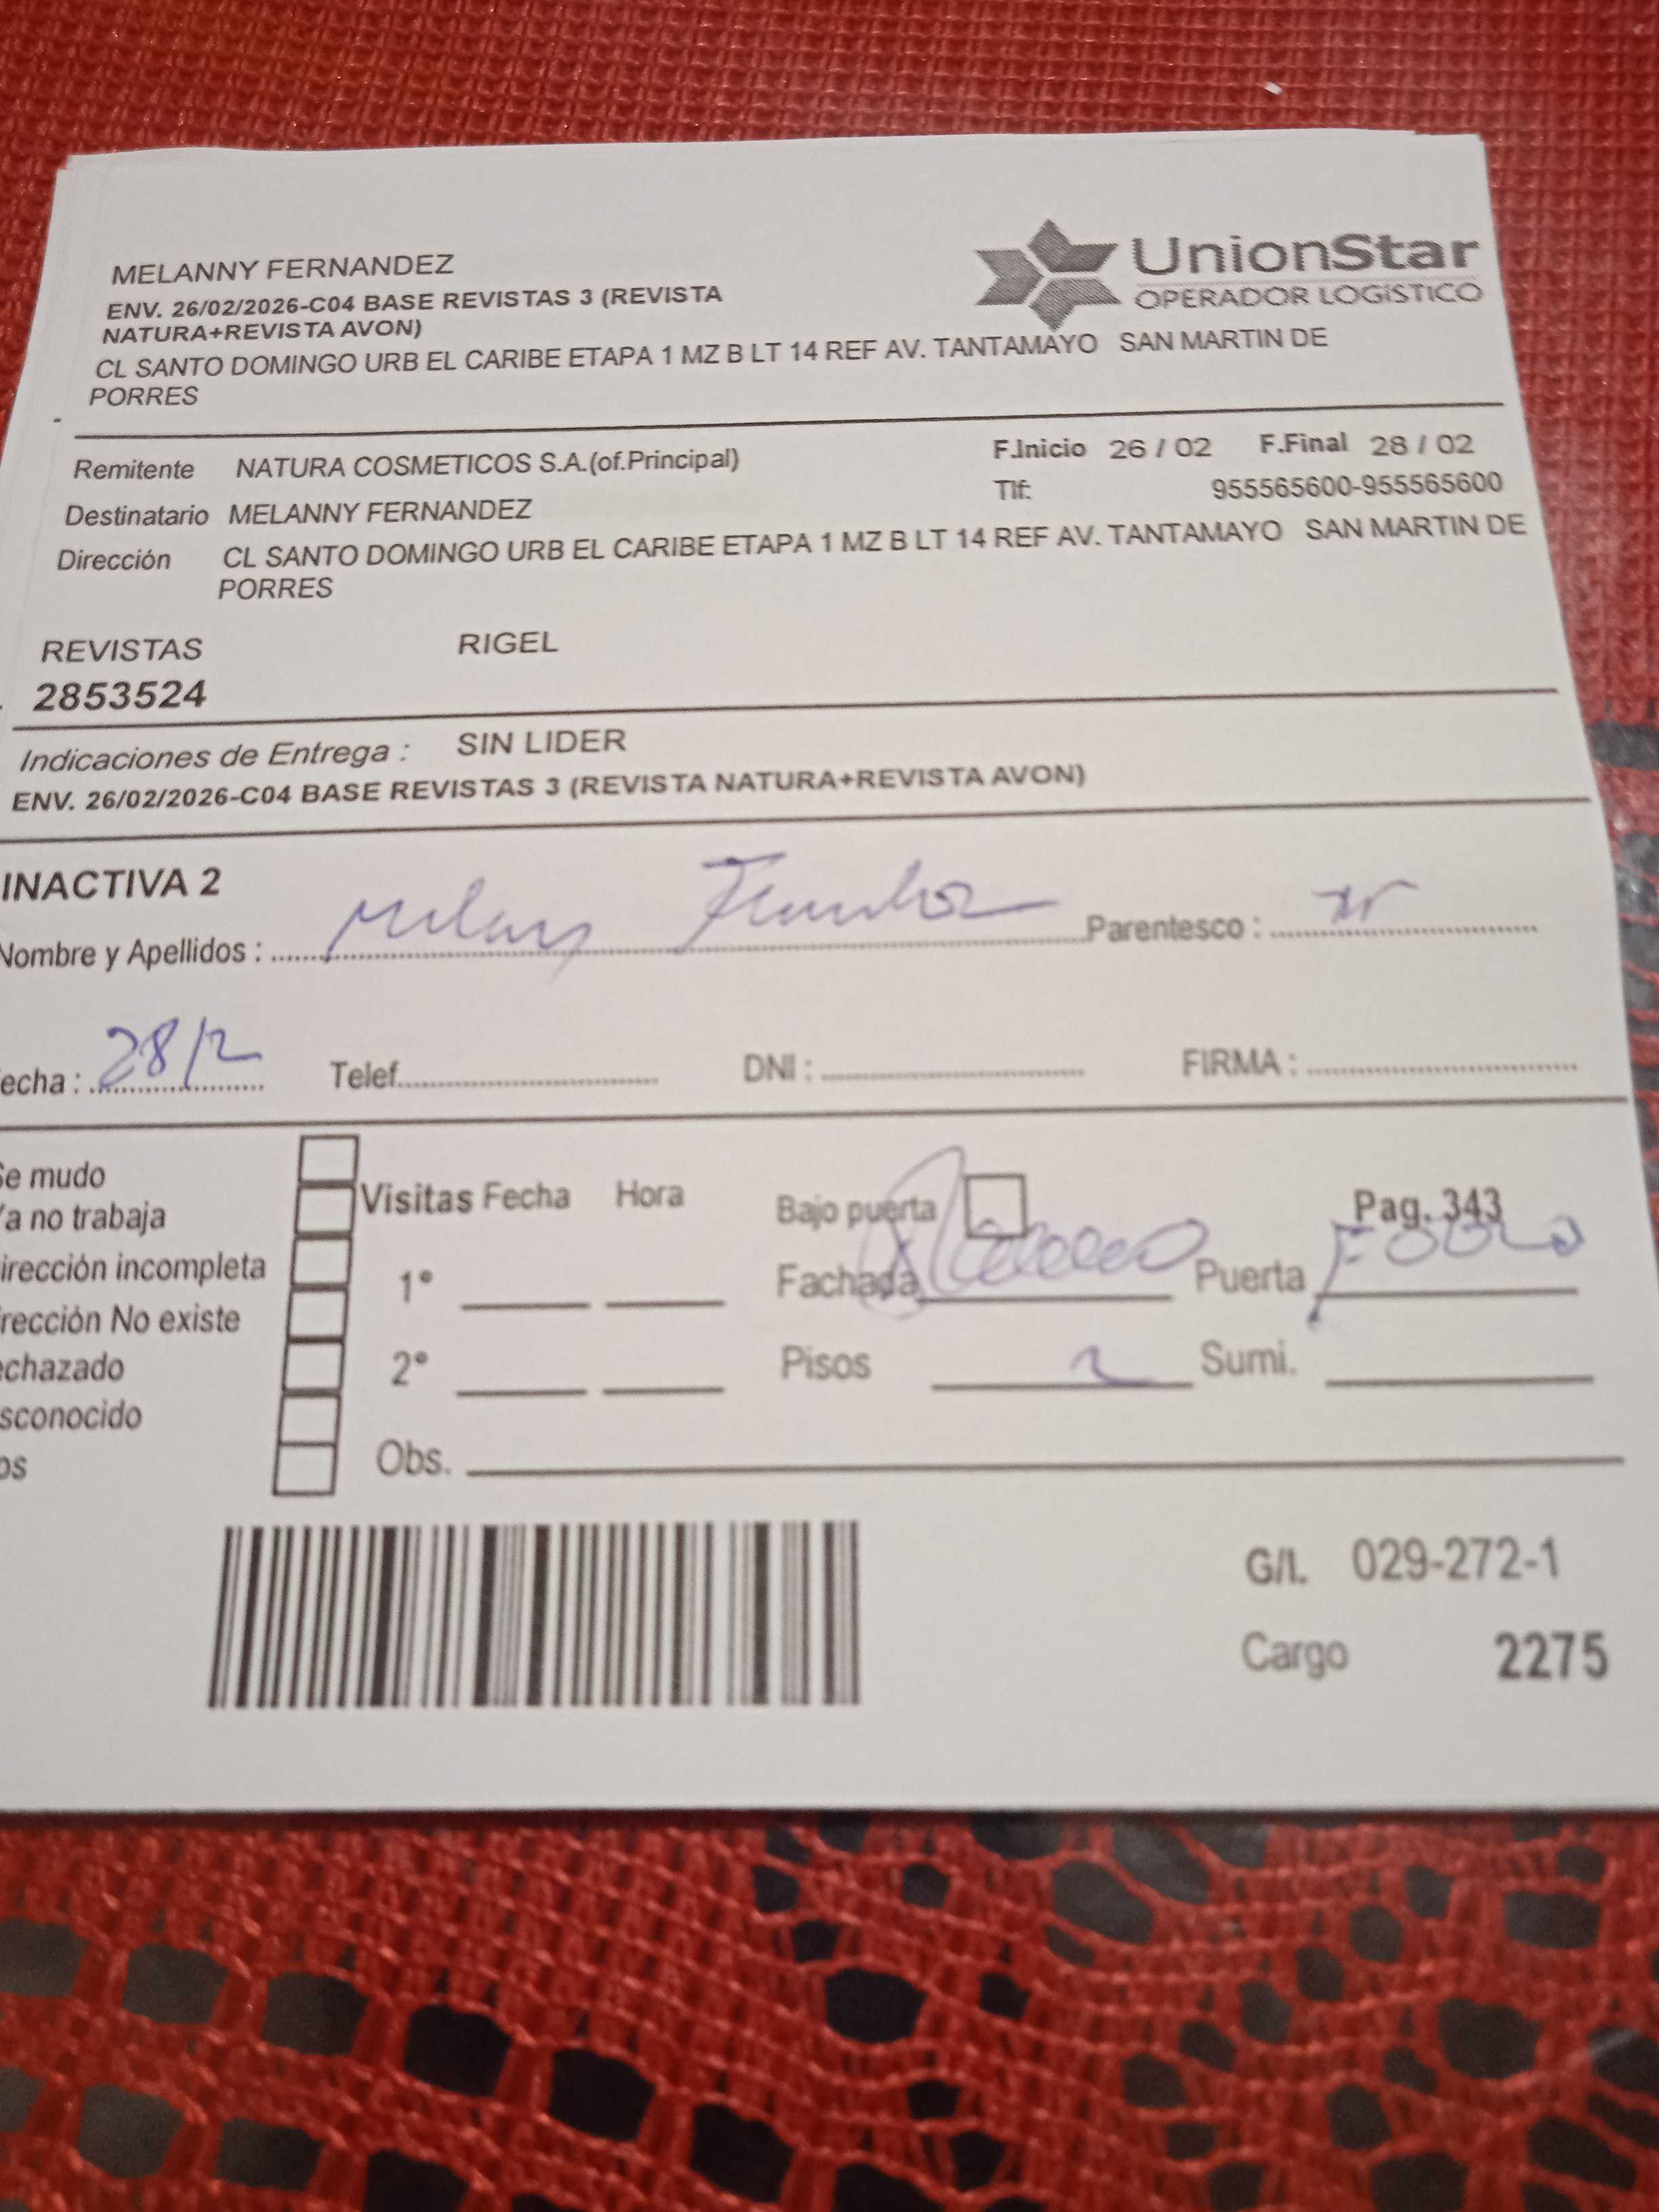 MELANNY FERNANDEZ
UnionStar
OPERADOR LOGÍSTICO
ENV. 26/02/2026-C04 BASE REVISTAS 3 (REVISTA
NATURA+REVISTA AVON)
CL SANTO DOMINGO URB EL CARIBE ETAPA 1 MZ B LT 14 REF AV. TANTAMAYO SAN MARTIN DE
PORRES
Remitente NATURA COSMETICOS S.A.(of.Principal) F.Inicio 26 / 02 F.Final 28 / 02
Tlf: 955565600-955565600
Destinatario MELANNY FERNANDEZ
Dirección CL SANTO DOMINGO URB EL CARIBE ETAPA 1 MZ B LT 14 REF AV. TANTAMAYO SAN MARTIN DE
PORRES
REVISTAS RIGEL
2853524
Indicaciones de Entrega : SIN LIDER
ENV. 26/02/2026-C04 BASE REVISTAS 3 (REVISTA NATURA+REVISTA AVON)
INACTIVA 2
Nombre y Apellidos : Parentesco :
echa : 28/2 Telef. DNI : FIRMA :
Se mudo
Ya no trabaja
irección incompleta
rección No existe
echazado
sconocido
os
Visitas Fecha Hora
1°
2°
Bajo puerta Pag. 343
Fachada Puerta
Pisos 2 Sumi.
Obs.
G/I. 029-272-1
Cargo 2275